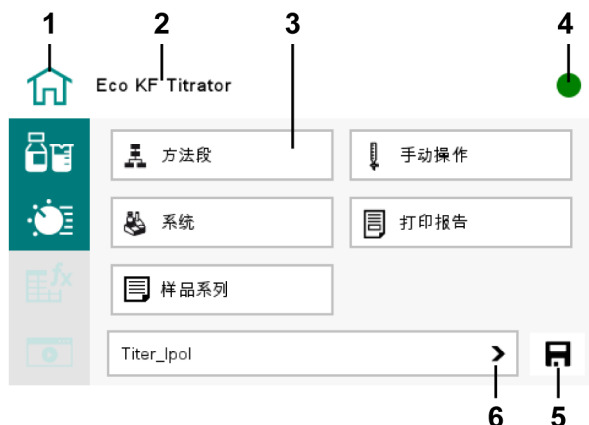 1 2 3 4
Eco KF Titrator
方法段 手动操作
系统 打印报告
fx
样品系列
Titer_Ipol
6 5